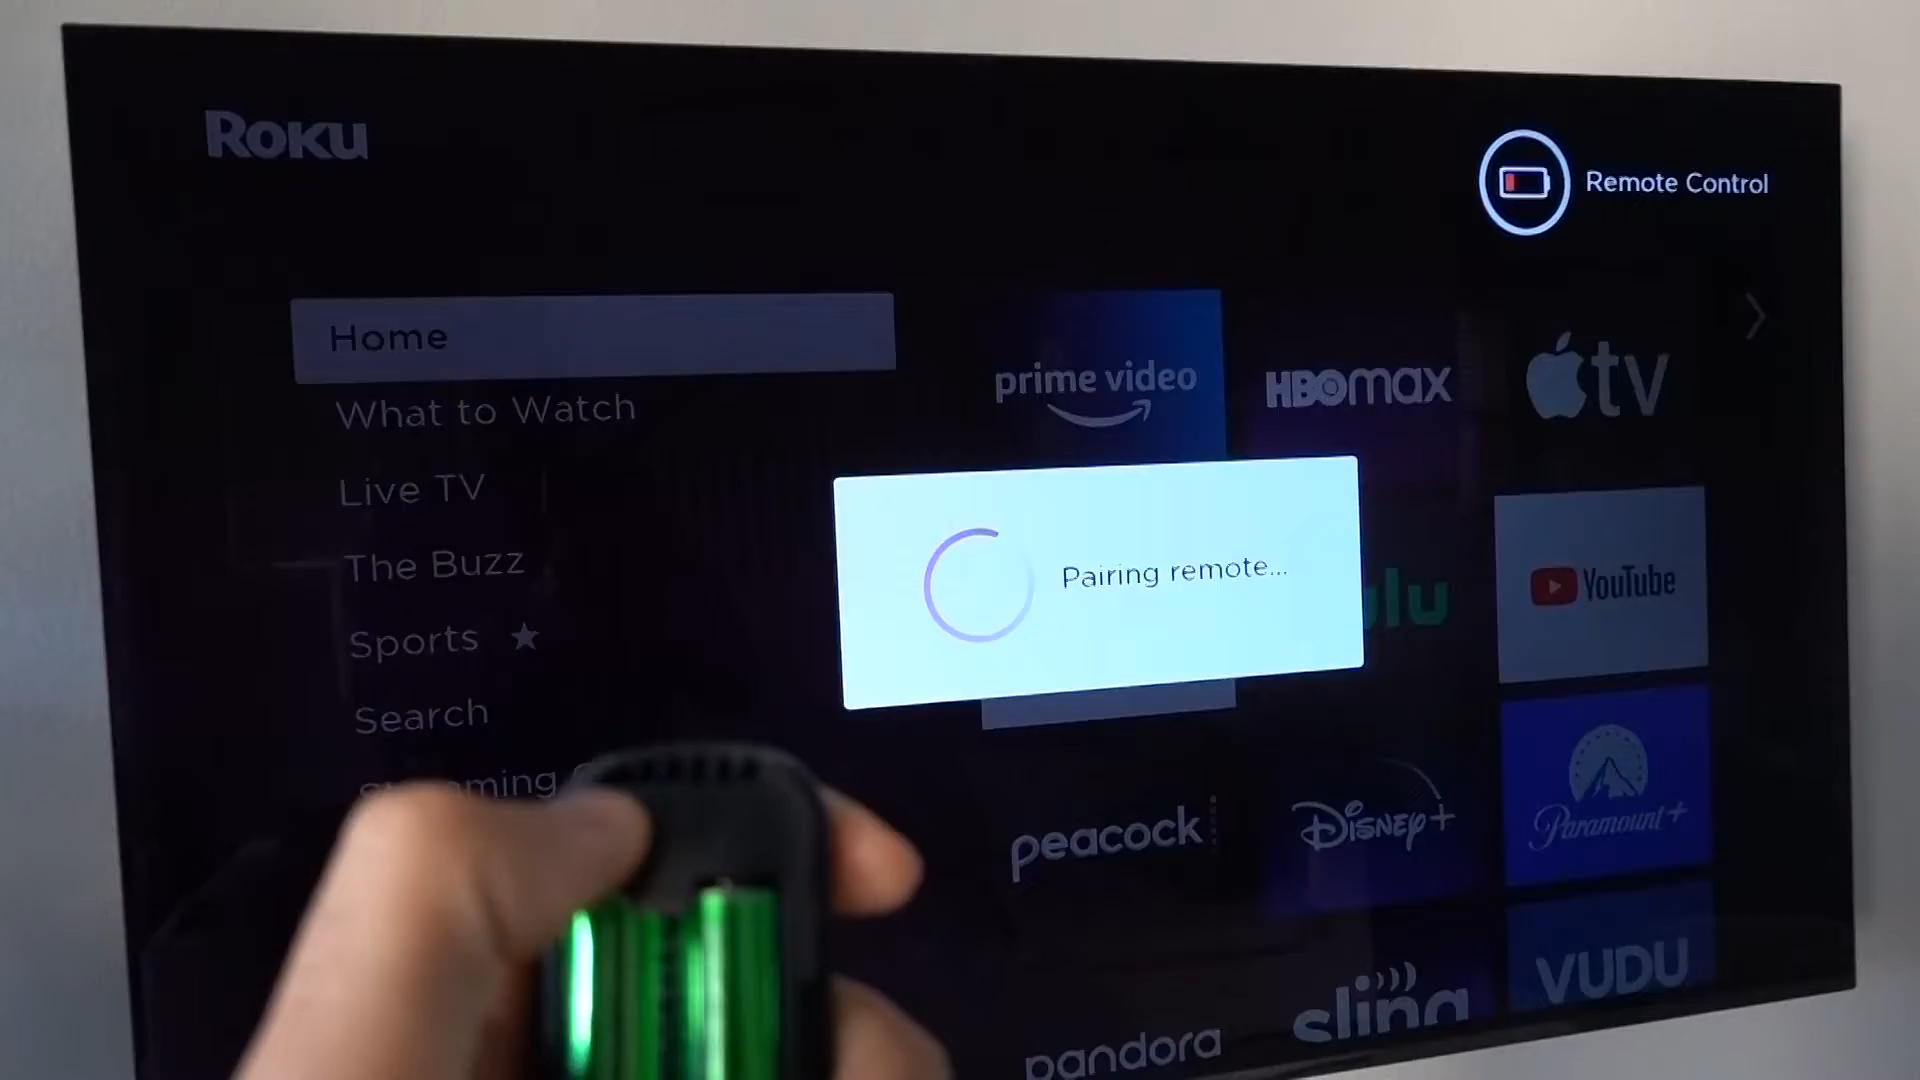 Roku
Remote Control
Home
What to Watch
Live TV
The Buzz
Sports
Search
prime video
HBOmax
tv
Pairing remote...
YouTube
peacock
Disney+
Paramount+
sling
VUDU
pandora